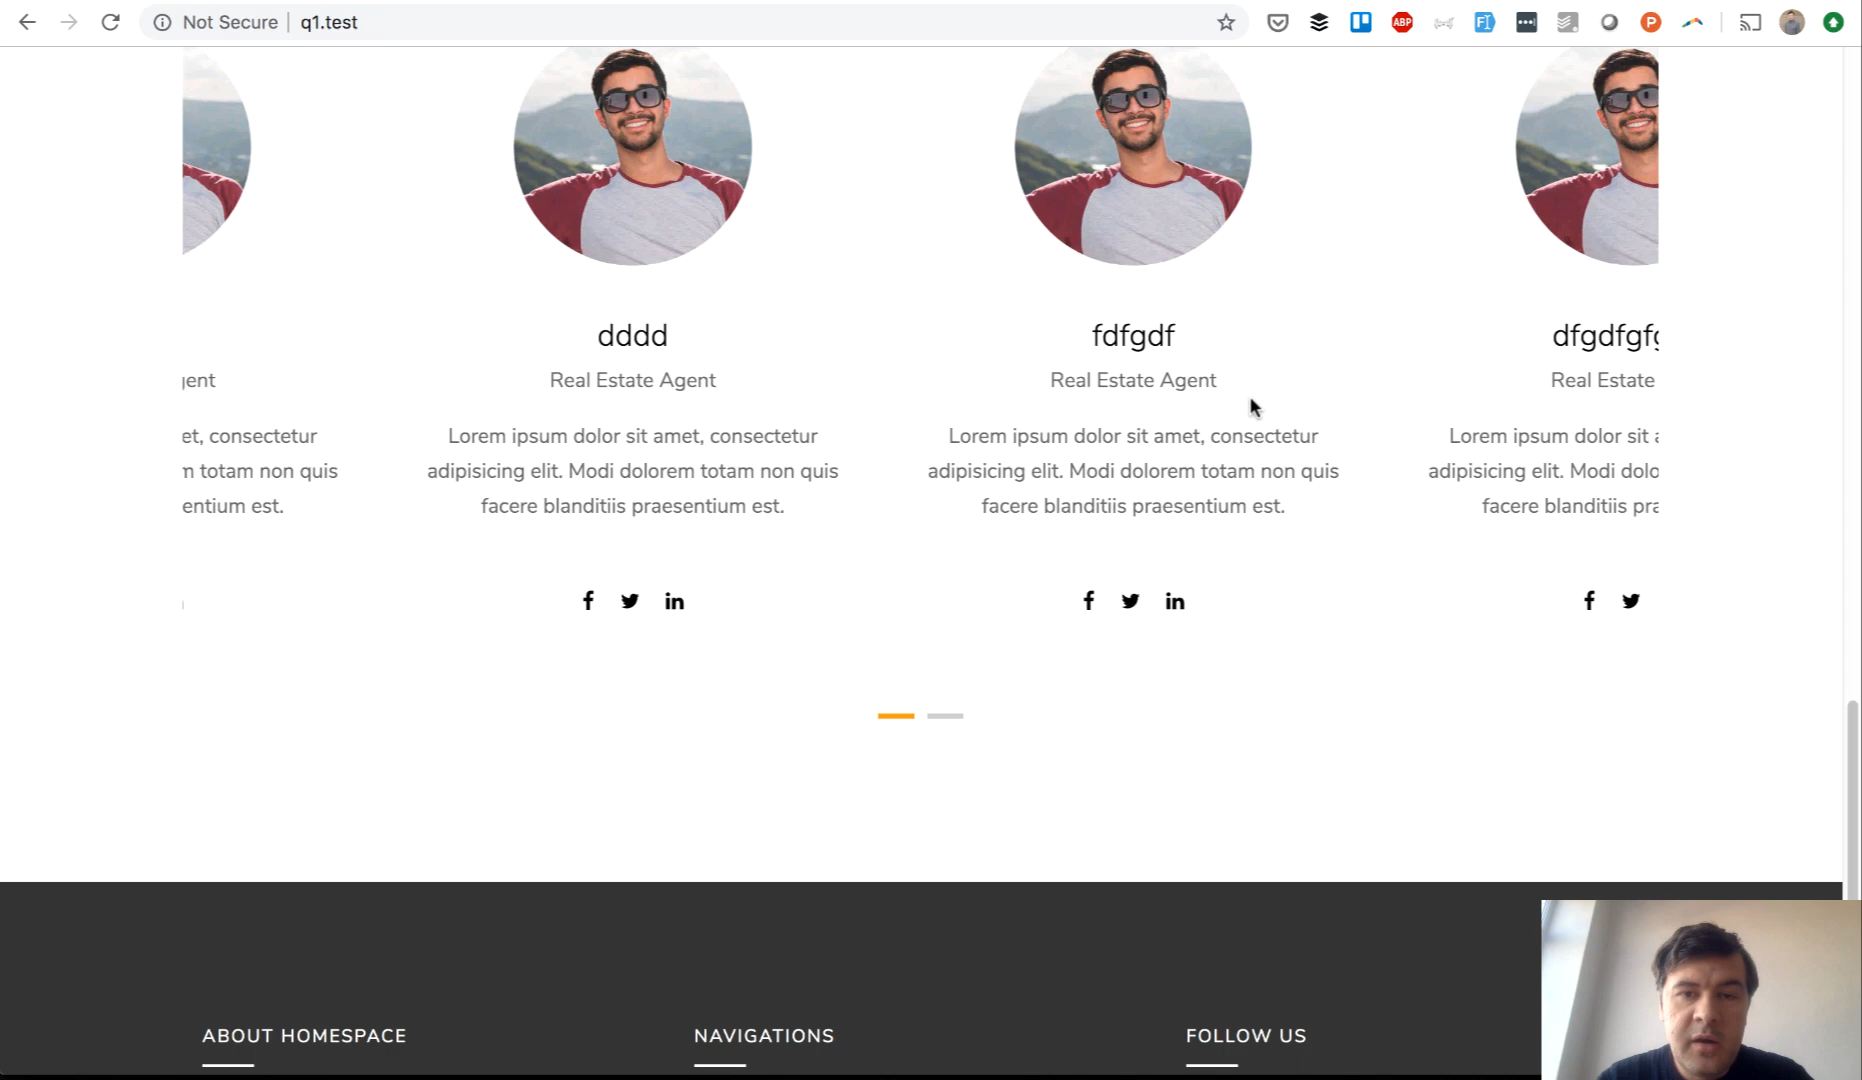 Not Secure | q1.test
ABP
P
dddd
fdfgdf
Real Estate Agent
Real Estate Agent
Real Estate
et, consectetur
Lorem ipsum dolor sit amet, consectetur
Lorem ipsum dolor sit amet, consectetur
Lorem ipsum dolor sit
totam non quis
adipisicing elit. Modi dolorem totam non quis
adipisicing elit. Modi dolorem totam non quis
adipisicing elit. Modi dolo
entium est.
facere blanditiis praesentium est.
facere blanditiis praesentium est.
facere blanditiis pra
ABOUT HOMESPACE
NAVIGATIONS
FOLLOW US